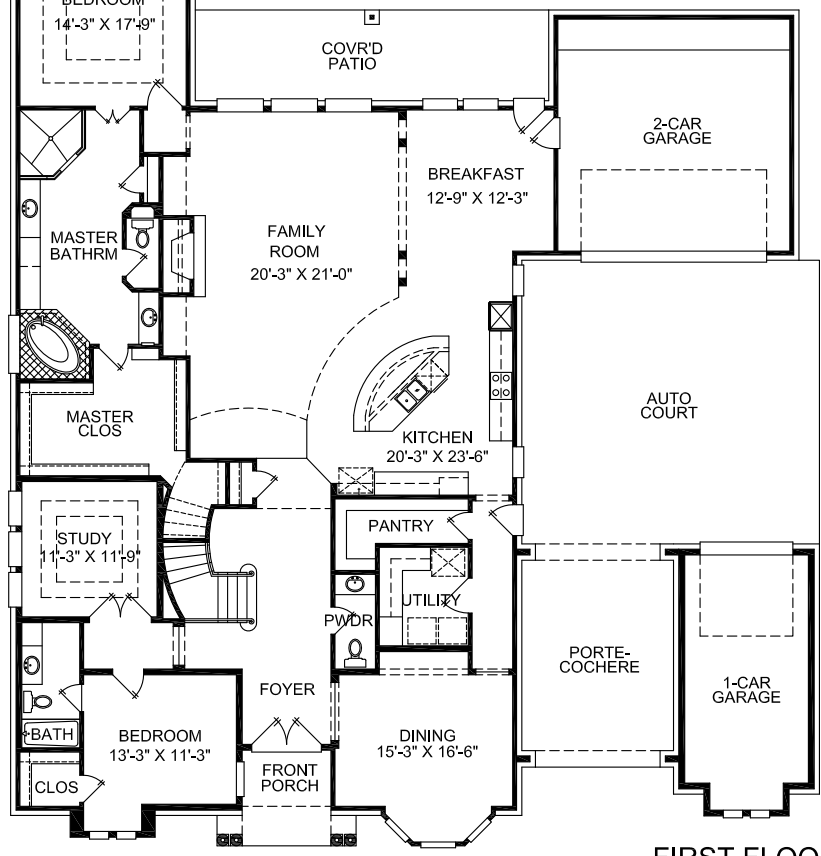 BEDROOM
14'-3" X 17'-9"
COVR'D
PATIO
2-CAR
GARAGE
BREAKFAST
12'-9" X 12'-3"
MASTER
BATHRM
FAMILY
ROOM
20'-3" X 21'-0"
MASTER
CLOS
AUTO
COURT
KITCHEN
20'-3" X 23'-6"
STUDY
11'-3" X 11'-9"
PANTRY
UTILITY
PWDR
PORTE-
COCHERE
1-CAR
GARAGE
FOYER
BATH
BEDROOM
13'-3" X 11'-3"
DINING
15'-3" X 16'-6"
CLOS
FRONT
PORCH
FIRST FLOO